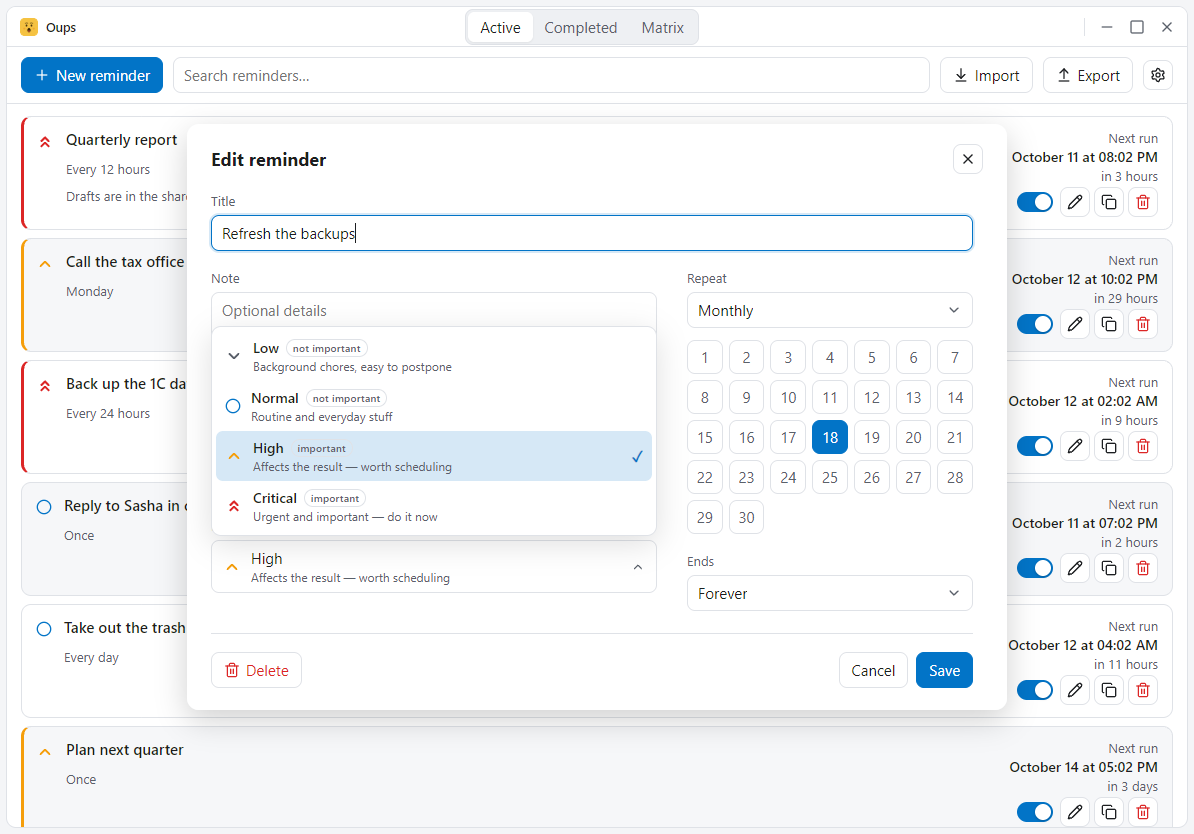 Oups
Active Completed Matrix
New reminder
Search reminders...
Import
Export
Quarterly report
Every 12 hours
Drafts are in the
Next run
October 11 at 08:02 PM
in 3 hours
Call the tax office
Monday
Next run
October 12 at 10:02 PM
in 29 hours
Back up the 1C
Every 24 hours
Next run
October 12 at 02:02 AM
in 9 hours
Reply to Sasha in
Once
Next run
October 11 at 07:02 PM
in 2 hours
Take out the trash
Every day
Next run
October 12 at 04:02 AM
in 11 hours
Plan next quarter
Once
Next run
October 14 at 05:02 PM
in 3 days
Edit reminder
Title
Refresh the backups
Note
Optional details
Low not important
Background chores, easy to postpone
Normal not important
Routine and everyday stuff
High important
Affects the result — worth scheduling
Critical important
Urgent and important — do it now
High
Affects the result — worth scheduling
Repeat
Monthly
1 2 3 4 5 6 7
8 9 10 11 12 13 14
15 16 17 18 19 20 21
22 23 24 25 26 27 28
29 30
Ends
Forever
Delete
Cancel
Save